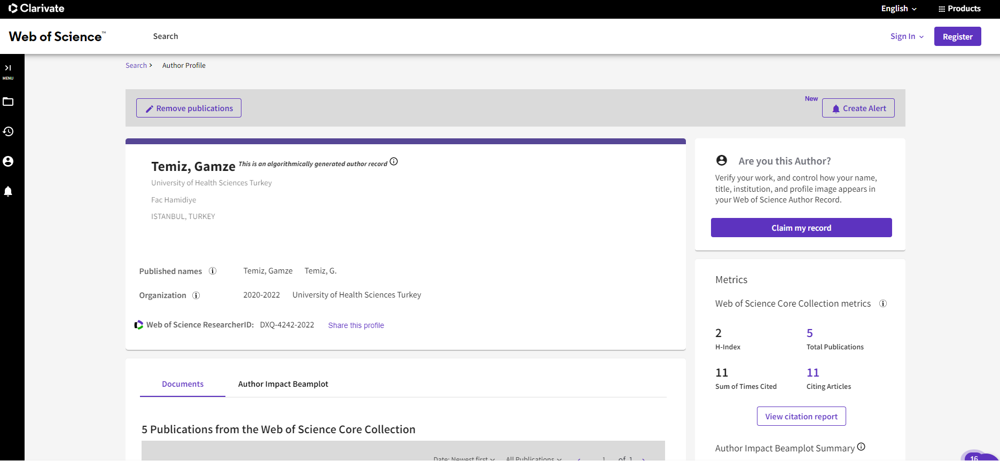 Clarivate
English
Products
Web of Science™
Search
Sign In
Register
MENU
Search > Author Profile
Remove publications
New
Create Alert
Temiz, Gamze This is an algorithmically generated author record
University of Health Sciences Turkey
Fac Hamidiye
ISTANBUL, TURKEY
Published names Temiz, Gamze Temiz, G.
Organization 2020-2022 University of Health Sciences Turkey
Web of Science ResearcherID: DXQ-4242-2022 Share this profile
Documents
Author Impact Beamplot
5 Publications from the Web of Science Core Collection
Date: Newest first All Publications 1 of 1
Are you this Author?
Verify your work, and control how your name,
title, institution, and profile image appears in
your Web of Science Author Record.
Claim my record
Metrics
Web of Science Core Collection metrics
2
H-Index
5
Total Publications
11
Sum of Times Cited
11
Citing Articles
View citation report
Author Impact Beamplot Summary
16